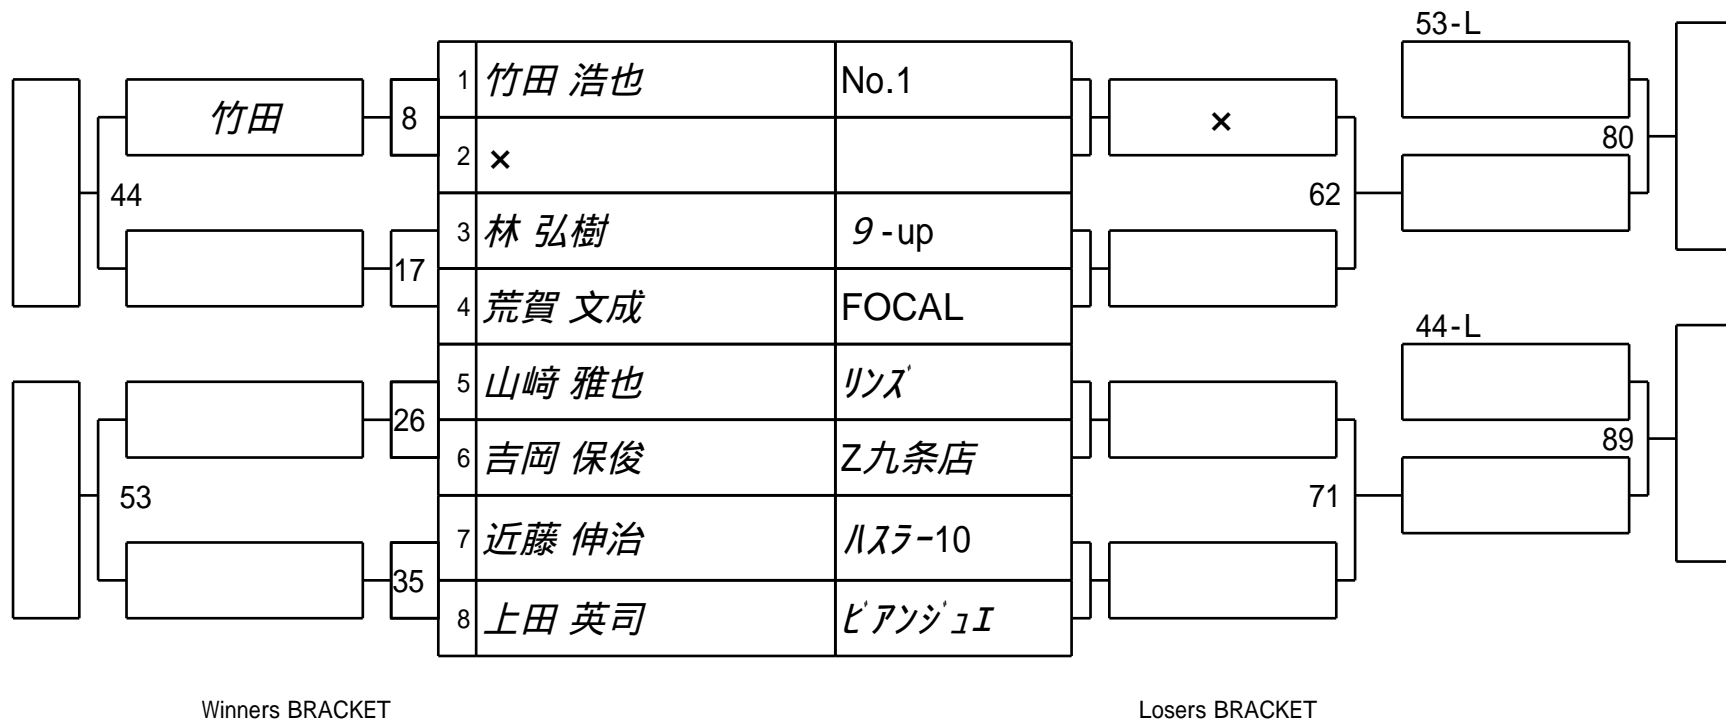 53-L
1 竹田 浩也 No.1
竹田 8 × 80
2 ×
44 62
3 林 弘樹 9-up
17
4 荒賀 文成 FOCAL
44-L
5 山﨑 雅也 ﾘﾝｽﾞ
26 89
6 吉岡 保俊 Z九条店
53 71
7 近藤 伸治 ﾊｽﾗｰ10
35
8 上田 英司 ﾋﾞｱﾝｼﾞｭｴ
Winners BRACKET Losers BRACKET